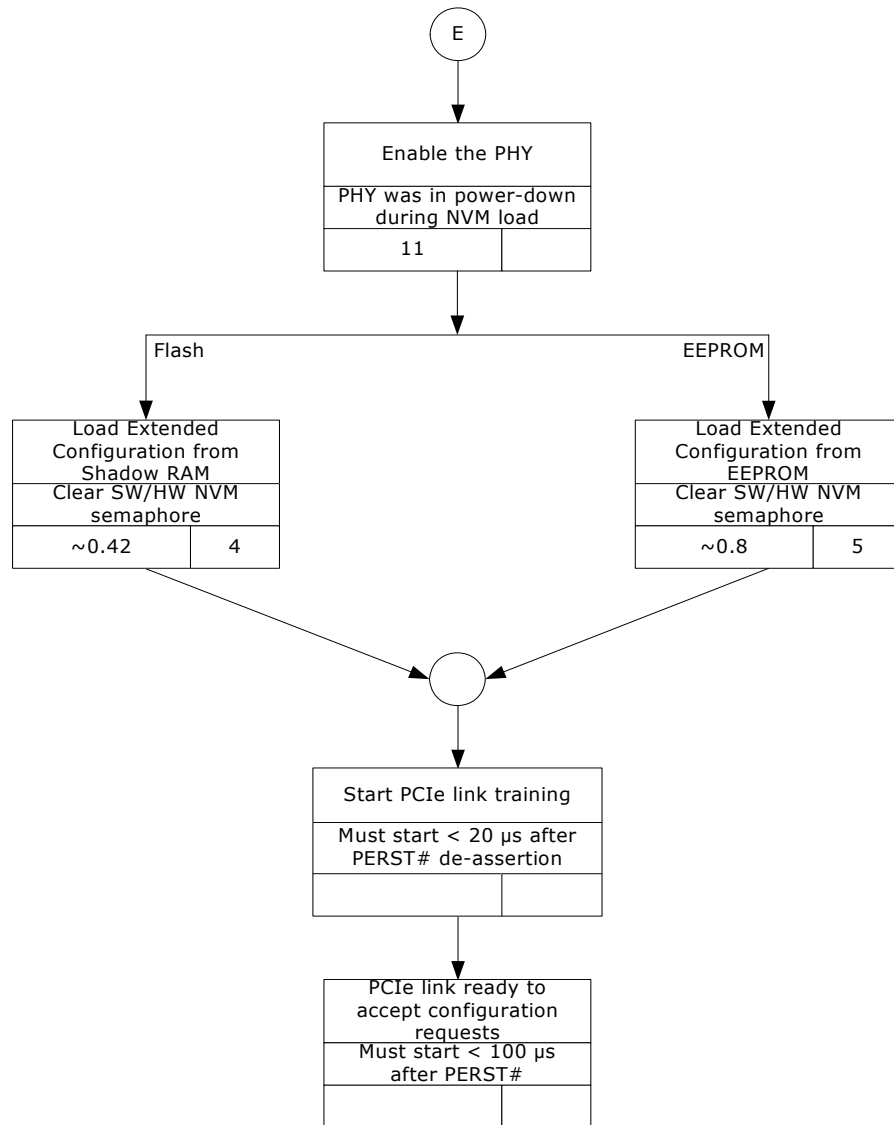 E
Enable the PHY
PHY was in power-down
during NVM load
11
Flash
EEPROM
Load Extended
Configuration from
Shadow RAM
Clear SW/HW NVM
semaphore
~0.42
4
Load Extended
Configuration from
EEPROM
Clear SW/HW NVM
semaphore
~0.8
5
Start PCIe link training
Must start < 20 µs after
PERST# de-assertion
PCIe link ready to
accept configuration
requests
Must start < 100 µs
after PERST#